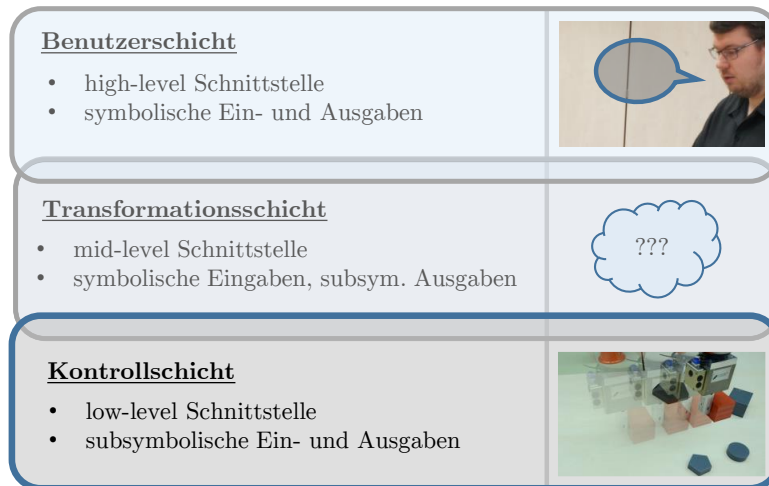 Benutzerschicht
• high-level Schnittstelle
• symbolische Ein- und Ausgaben
Transformationsschicht
• mid-level Schnittstelle
• symbolische Eingaben, subsym. Ausgaben
???
Kontrollschicht
• low-level Schnittstelle
• subsymbolische Ein- und Ausgaben